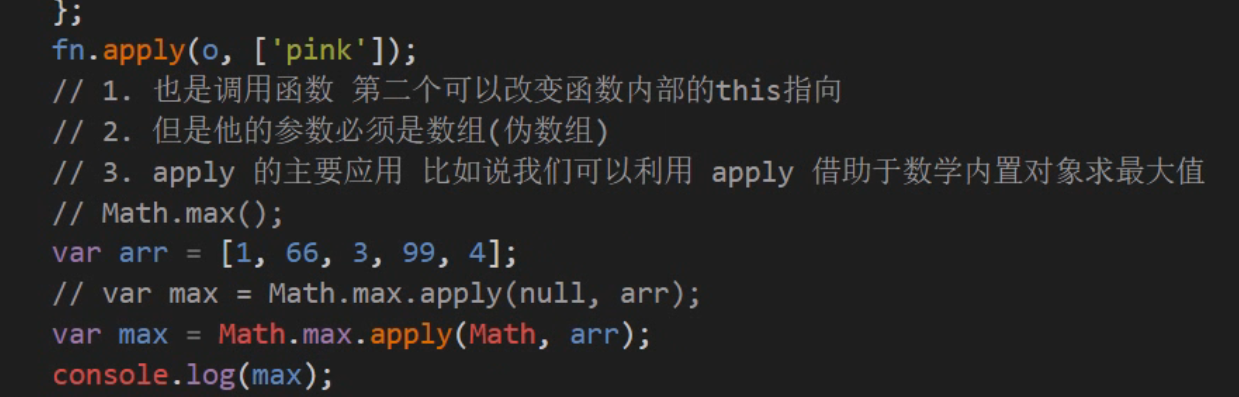 };
fn.apply(o, ['pink']);
// 1. 也是调用函数 第二个可以改变函数内部的this指向
// 2. 但是他的参数必须是数组(伪数组)
// 3. apply 的主要应用 比如说我们可以利用 apply 借助于数学内置对象求最大值
// Math.max();
var arr = [1, 66, 3, 99, 4];
// var max = Math.max.apply(null, arr);
var max = Math.max.apply(Math, arr);
console.log(max);